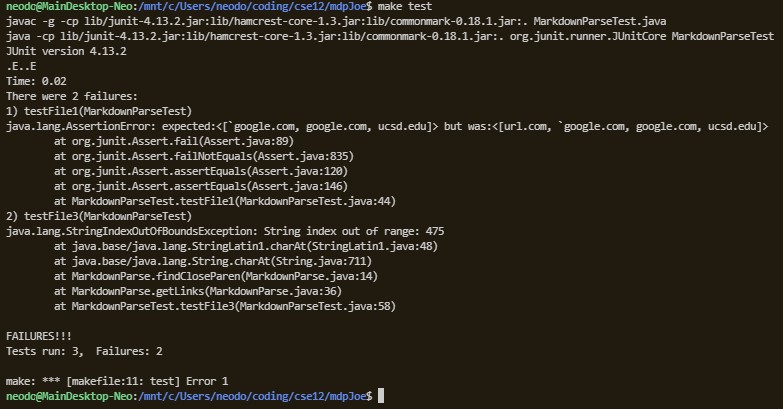 neodo@MainDesktop-Neo:/mnt/c/Users/neodo/coding/cse12/mdpJoe$ make test
javac -g -cp lib/junit-4.13.2.jar:lib/hamcrest-core-1.3.jar:lib/commonmark-0.18.1.jar:. MarkdownParseTest.java
java -cp lib/junit-4.13.2.jar:lib/hamcrest-core-1.3.jar:lib/commonmark-0.18.1.jar:. org.junit.runner.JUnitCore MarkdownParseTest
JUnit version 4.13.2
.E..E
Time: 0.02
There were 2 failures:
1) testFile1(MarkdownParseTest)
java.lang.AssertionError: expected:<[`google.com, google.com, ucsd.edu]> but was:<[url.com, `google.com, google.com, ucsd.edu]>
        at org.junit.Assert.fail(Assert.java:89)
        at org.junit.Assert.failNotEquals(Assert.java:835)
        at org.junit.Assert.assertEquals(Assert.java:120)
        at org.junit.Assert.assertEquals(Assert.java:146)
        at MarkdownParseTest.testFile1(MarkdownParseTest.java:44)
2) testFile3(MarkdownParseTest)
java.lang.StringIndexOutOfBoundsException: String index out of range: 475
        at java.base/java.lang.StringLatin1.charAt(StringLatin1.java:48)
        at java.base/java.lang.String.charAt(String.java:711)
        at MarkdownParse.findCloseParen(MarkdownParse.java:14)
        at MarkdownParse.getLinks(MarkdownParse.java:36)
        at MarkdownParseTest.testFile3(MarkdownParseTest.java:58)
FAILURES!!!
Tests run: 3,  Failures: 2
make: *** [makefile:11: test] Error 1
neodo@MainDesktop-Neo:/mnt/c/Users/neodo/coding/cse12/mdpJoe$